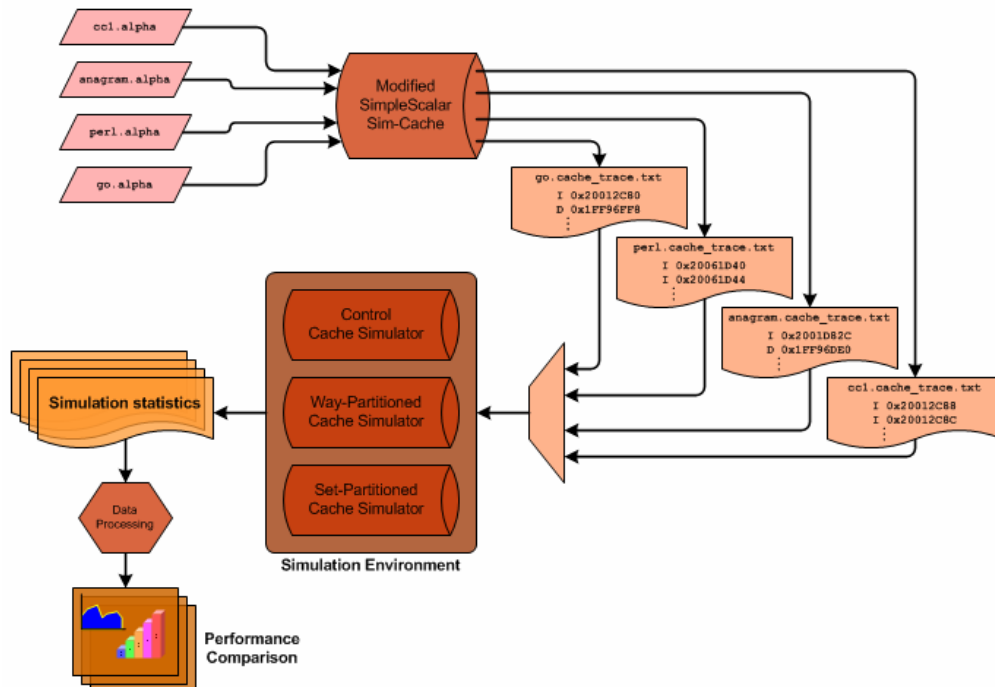 cc1.alpha
anagram.alpha
perl.alpha
go.alpha
Modified
SimpleScalar
Sim-Cache
go.cache_trace.txt
I 0x20012C80
D 0x1FF96FF8
⋮
perl.cache_trace.txt
I 0x20061D40
I 0x20061D44
⋮
anagram.cache_trace.txt
I 0x2001D82C
D 0x1FF96DE0
⋮
cc1.cache_trace.txt
I 0x20012C88
I 0x20012C8C
⋮
Control
Cache Simulator
Way-Partitioned
Cache Simulator
Set-Partitioned
Cache Simulator
Simulation Environment
Simulation statistics
Data
Processing
Performance
Comparison